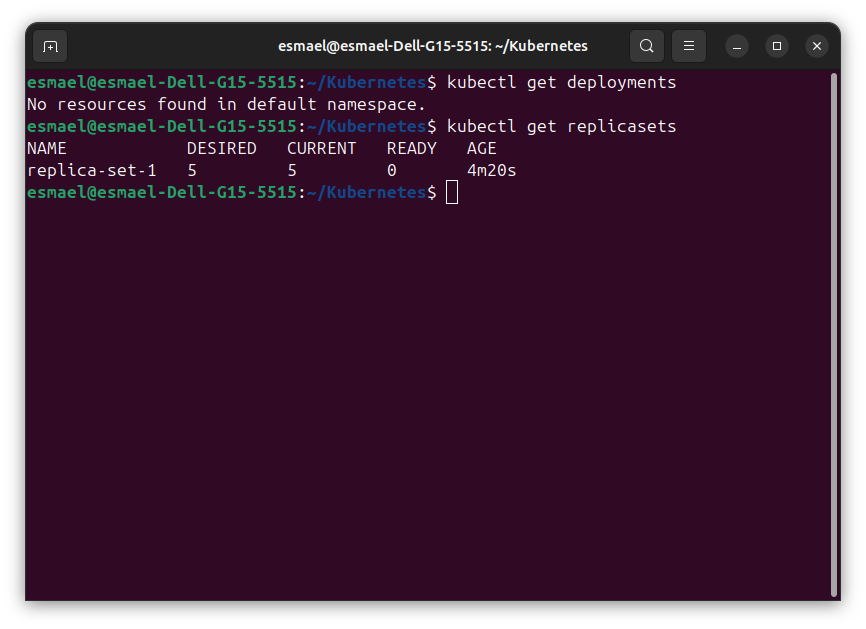 esmael@esmael-Dell-G15-5515: ~/Kubernetes
esmael@esmael-Dell-G15-5515:~/Kubernetes$ kubectl get deployments
No resources found in default namespace.
esmael@esmael-Dell-G15-5515:~/Kubernetes$ kubectl get replicasets
NAME            DESIRED   CURRENT   READY   AGE
replica-set-1   5         5         0       4m20s
esmael@esmael-Dell-G15-5515:~/Kubernetes$